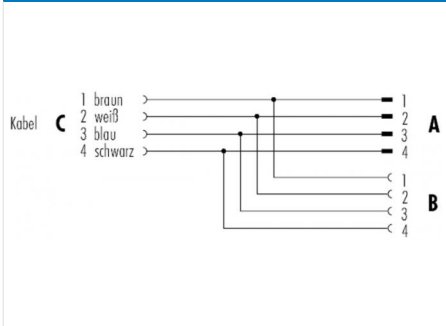 1 braun 1
2 weiß 2
Kabel C 3 blau 3 A
4 schwarz 4
1
2
3 B
4